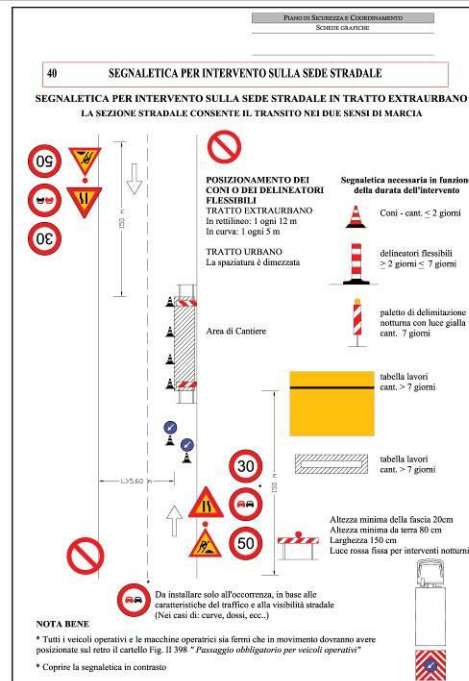 PIANO DI SICUREZZA E COORDINAMENTO
SCHEDE GRAFICHE
40 SEGNALETICA PER INTERVENTO SULLA SEDE STRADALE
SEGNALETICA PER INTERVENTO SULLA SEDE STRADALE IN TRATTO EXTRAURBANO
LA SEZIONE STRADALE CONSENTE IL TRANSITO NEI DUE SENSI DI MARCIA
50
30
150 m
POSIZIONAMENTO DEI
CONI O DEI DELINEATORI
FLESSIBILI
TRATTO EXTRAURBANO
In rettilineo: 1 ogni 12 m
In curva: 1 ogni 5 m
TRATTO URBANO
La spaziatura è dimezzata
Segnaletica necessaria in funzione
della durata dell'intervento
Coni - cant. ≤ 2 giorni
delineatori flessibili
≥ 2 giorni ≤ 7 giorni
paletto di delimitazione
notturna con luce gialla
cant. 7 giorni
Area di Cantiere
tabella lavori
cant. > 7 giorni
tabella lavori
cant. > 7 giorni
L>5.60 m
150 m
30
50
Altezza minima della fascia 20cm
Altezza minima da terra 80 cm
Larghezza 150 cm
Luce rossa fissa per interventi notturni
Da installare solo all'occorrenza, in base alle
caratteristiche del traffico e alla visibilità stradale
(Nei casi di: curve, dossi, ecc..)
NOTA BENE
* Tutti i veicoli operativi e le macchine operatrici sia fermi che in movimento dovranno avere
posizionate sul retro il cartello Fig. II 398 " Passaggio obbligatorio per veicoli operativi"
* Coprire la segnaletica in contrasto